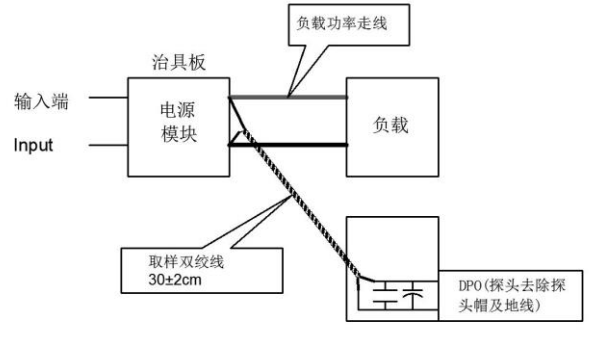 负载功率走线
治具板
输入端
Input
电源
模块
负载
取样双绞线
30±2cm
DPO(探头去除探
头帽及地线)